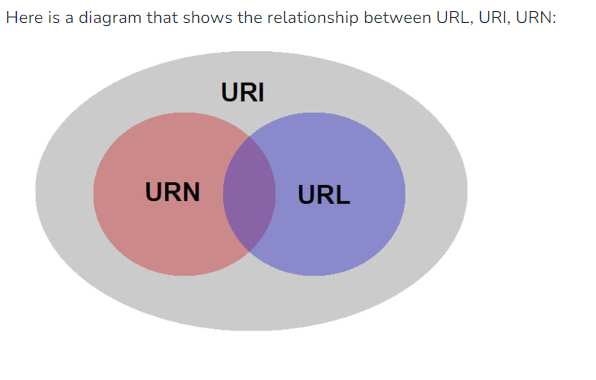 Here is a diagram that shows the relationship between URL, URI, URN:
URI
URN
URL